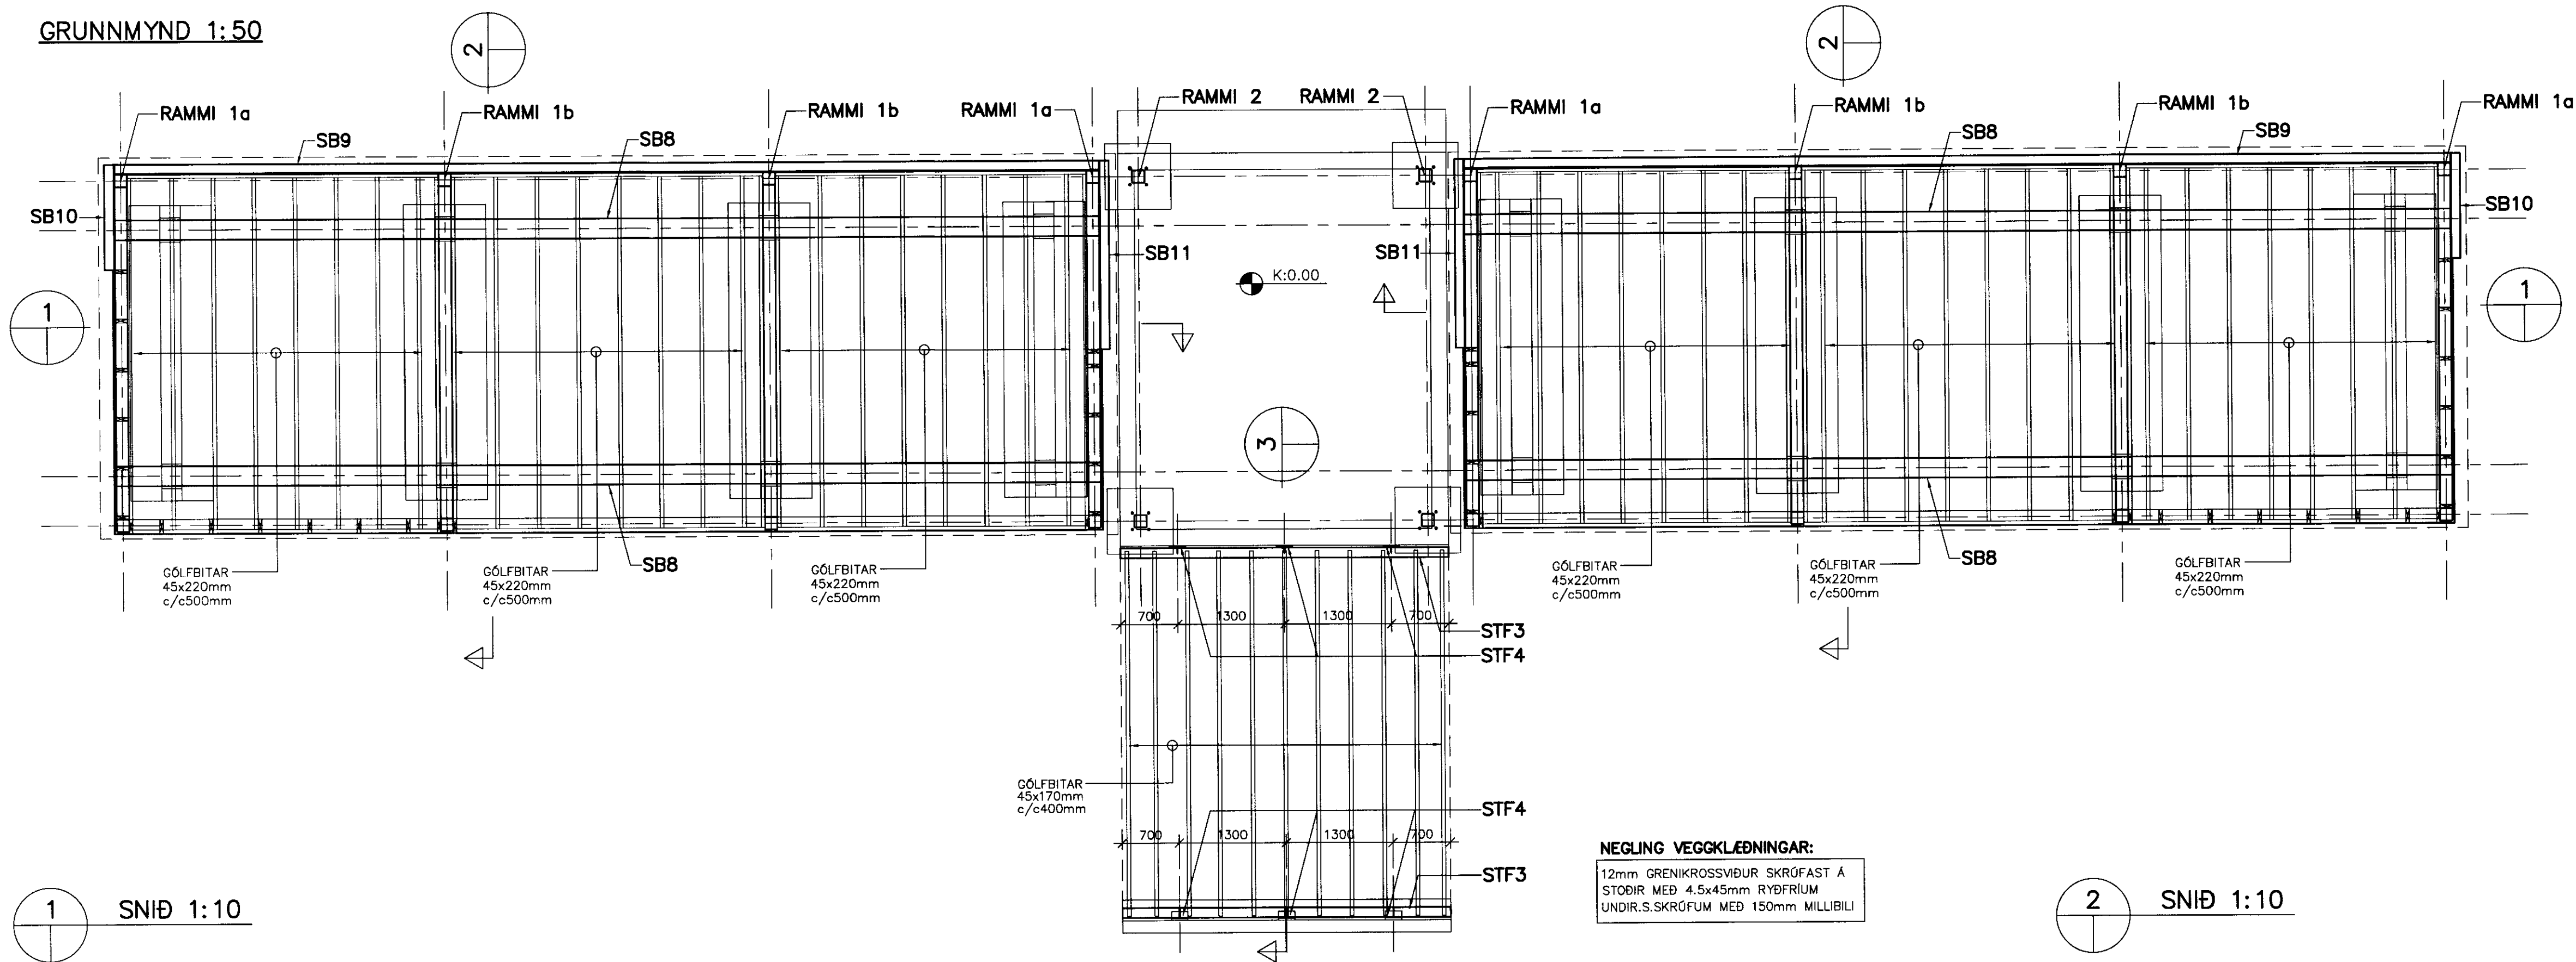 GRUNNMYND 1:50
2
2
RAMMI 1a
RAMMI 1b
RAMMI 1b
RAMMI 1a
RAMMI 2
RAMMI 2
RAMMI 1a
RAMMI 1b
RAMMI 1b
RAMMI 1a
SB9
SB8
SB8
SB9
SB10
SB11
SB11
SB10
K:0.00
1
1
3
GÓLFBITAR
45x220mm
c/c500mm
GÓLFBITAR
45x220mm
c/c500mm
SB8
GÓLFBITAR
45x220mm
c/c500mm
GÓLFBITAR
45x220mm
c/c500mm
GÓLFBITAR
45x220mm
c/c500mm
SB8
GÓLFBITAR
45x220mm
c/c500mm
700 1300 1300 700
STF3
STF4
GÓLFBITAR
45x170mm
c/c400mm
STF4
700 1300 1300 700
STF3
NEGLING VEGGKLÆÐNINGAR:
12mm GRENIKROSSVIÐUR SKRÚFAST Á
STOÐIR MEÐ 4.5x45mm RYÐFRÍUM
UNDIR.S.SKRÚFUM MEÐ 150mm MILLIBILI
1 SNIÐ 1:10
2 SNIÐ 1:10